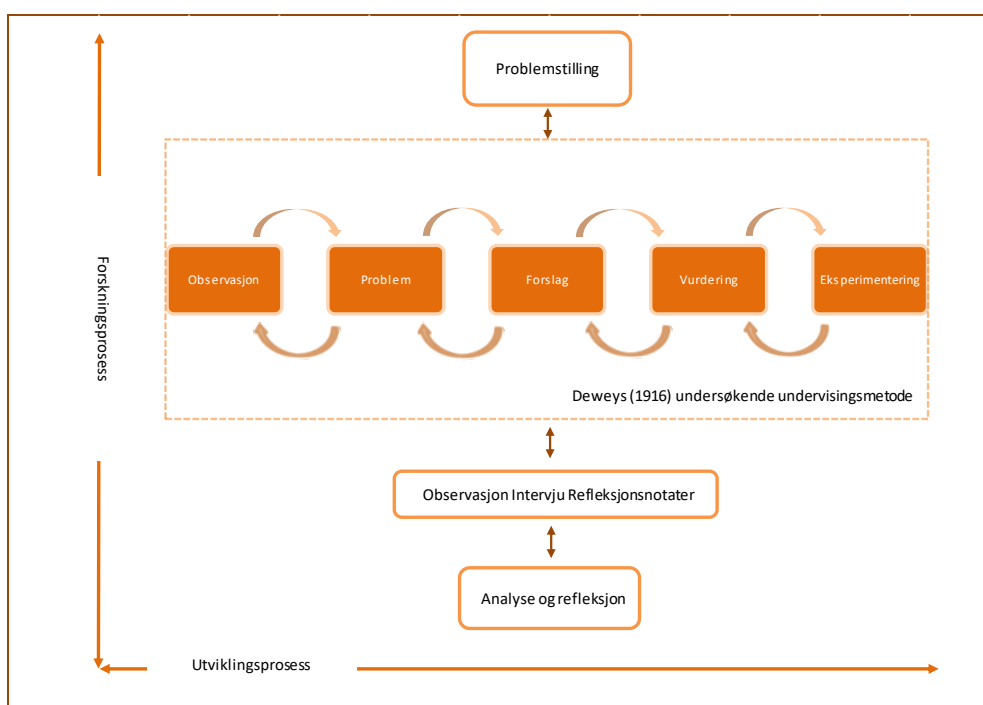 Problemstilling
Forskningsprosess
Observasjon
Problem
Forslag
Vurdering
Eksperimentering
Deweys (1916) undersøkende undervisingsmetode
Observasjon Intervju Refleksjonsnotater
Analyse og refleksjon
Utviklingsprosess